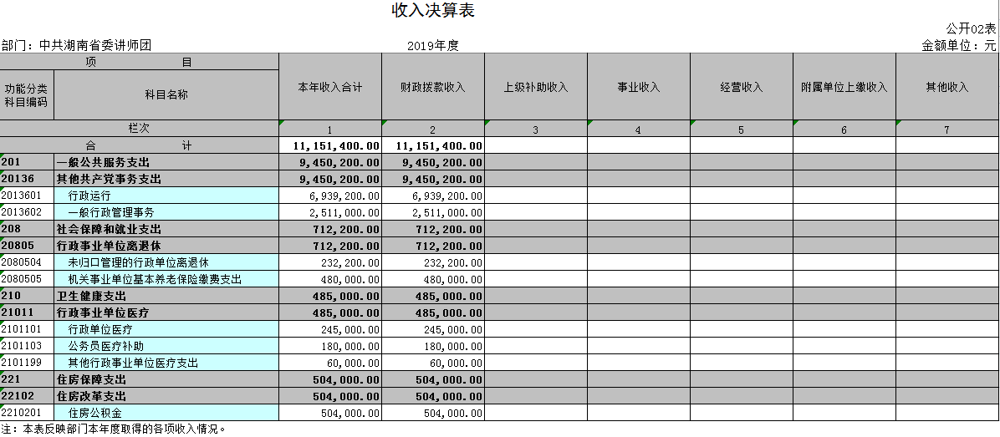 收入决算表
公开02表
部门：中共湖南省委讲师团 2019年度 金额单位：元
项 目 本年收入合计 财政拨款收入 上级补助收入 事业收入 经营收入 附属单位上缴收入 其他收入
功能分类科目编码 科目名称
栏次 1 2 3 4 5 6 7
合 计 11,151,400.00 11,151,400.00
201 一般公共服务支出 9,450,200.00 9,450,200.00
20136 其他共产党事务支出 9,450,200.00 9,450,200.00
2013601 行政运行 6,939,200.00 6,939,200.00
2013602 一般行政管理事务 2,511,000.00 2,511,000.00
208 社会保障和就业支出 712,200.00 712,200.00
20805 行政事业单位离退休 712,200.00 712,200.00
2080504 未归口管理的行政单位离退休 232,200.00 232,200.00
2080505 机关事业单位基本养老保险缴费支出 480,000.00 480,000.00
210 卫生健康支出 485,000.00 485,000.00
21011 行政事业单位医疗 485,000.00 485,000.00
2101101 行政单位医疗 245,000.00 245,000.00
2101103 公务员医疗补助 180,000.00 180,000.00
2101199 其他行政事业单位医疗支出 60,000.00 60,000.00
221 住房保障支出 504,000.00 504,000.00
22102 住房改革支出 504,000.00 504,000.00
2210201 住房公积金 504,000.00 504,000.00
注：本表反映部门本年度取得的各项收入情况。